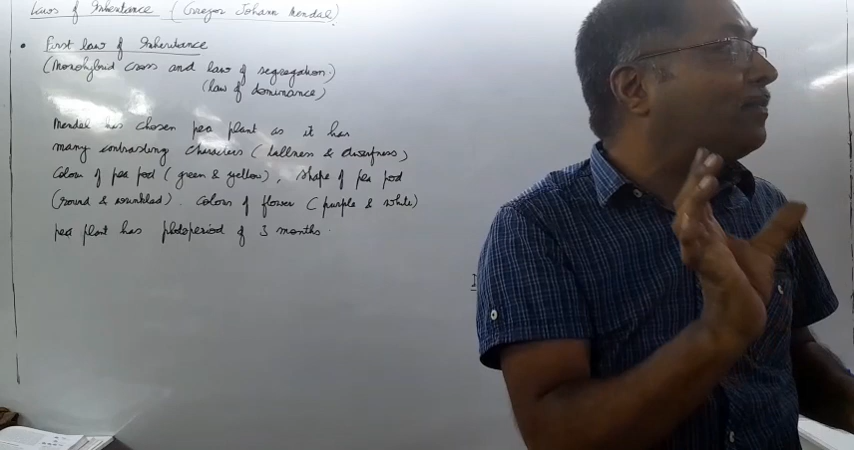 Laws of Inheritance (Gregor Johann Mendel)
• First law of Inheritance
(Monohybrid cross and law of segregation)
(law of dominance)
Mendel has chosen pea plant as it has
many contrasting characters (tallness & dwarfness)
Colour of pea pod (green & yellow), shape of pea pod
(round & wrinkled). Colour of flower (purple & white)
pea plant has photoperiod of 3 months.